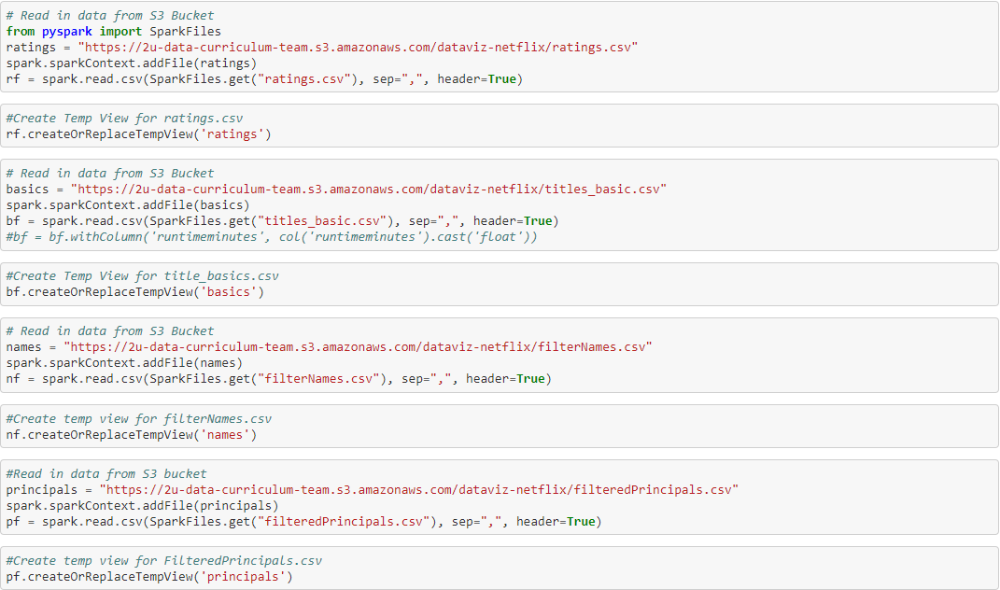 # Read in data from S3 Bucket
from pyspark import SparkFiles
ratings = "https://2u-data-curriculum-team.s3.amazonaws.com/dataviz-netflix/ratings.csv"
spark.sparkContext.addFile(ratings)
rf = spark.read.csv(SparkFiles.get("ratings.csv"), sep=",", header=True)
#Create Temp View for ratings.csv
rf.createOrReplaceTempView('ratings')
# Read in data from S3 Bucket
basics = "https://2u-data-curriculum-team.s3.amazonaws.com/dataviz-netflix/titles_basic.csv"
spark.sparkContext.addFile(basics)
bf = spark.read.csv(SparkFiles.get("titles_basic.csv"), sep=",", header=True)
#bf = bf.withColumn('runtimeminutes', col('runtimeminutes').cast('float'))
#Create Temp View for title_basics.csv
bf.createOrReplaceTempView('basics')
# Read in data from S3 Bucket
names = "https://2u-data-curriculum-team.s3.amazonaws.com/dataviz-netflix/filterNames.csv"
spark.sparkContext.addFile(names)
nf = spark.read.csv(SparkFiles.get("filterNames.csv"), sep=",", header=True)
#Create temp view for filterNames.csv
nf.createOrReplaceTempView('names')
#Read in data from S3 bucket
principals = "https://2u-data-curriculum-team.s3.amazonaws.com/dataviz-netflix/filteredPrincipals.csv"
spark.sparkContext.addFile(principals)
pf = spark.read.csv(SparkFiles.get("filteredPrincipals.csv"), sep=",", header=True)
#Create temp view for FilteredPrincipals.csv
pf.createOrReplaceTempView('principals')